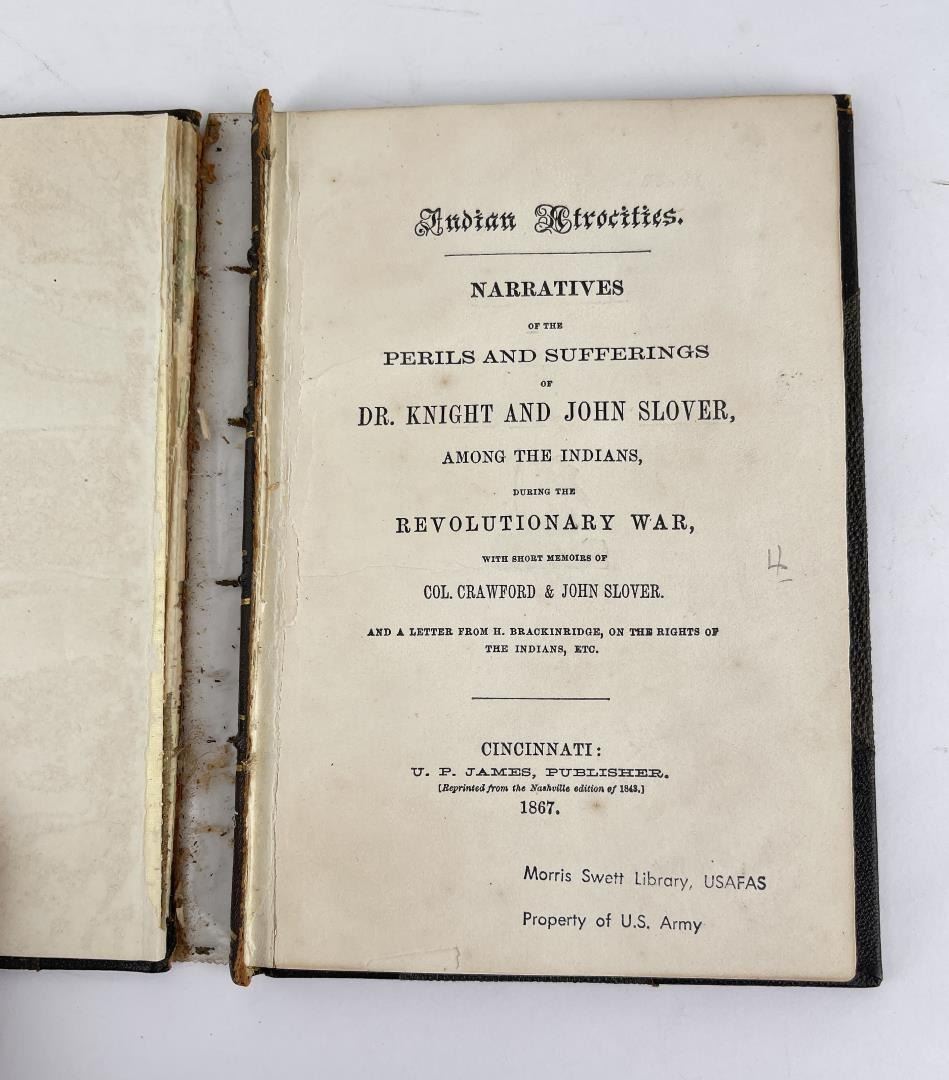 Indian Atrocities.
NARRATIVES
OF THE
PERILS AND SUFFERINGS
OF
DR. KNIGHT AND JOHN SLOVER,
AMONG THE INDIANS,
DURING THE
REVOLUTIONARY WAR,
WITH SHORT MEMOIRS OF
COL. CRAWFORD & JOHN SLOVER.
AND A LETTER FROM H. BRACKINRIDGE, ON THE RIGHTS OF
THE INDIANS, ETC.
CINCINNATI:
U. P. JAMES, PUBLISHER.
[Reprinted from the Nashville edition of 1843.]
1867.
4
Morris Swett Library, USAFAS
Property of U.S. Army